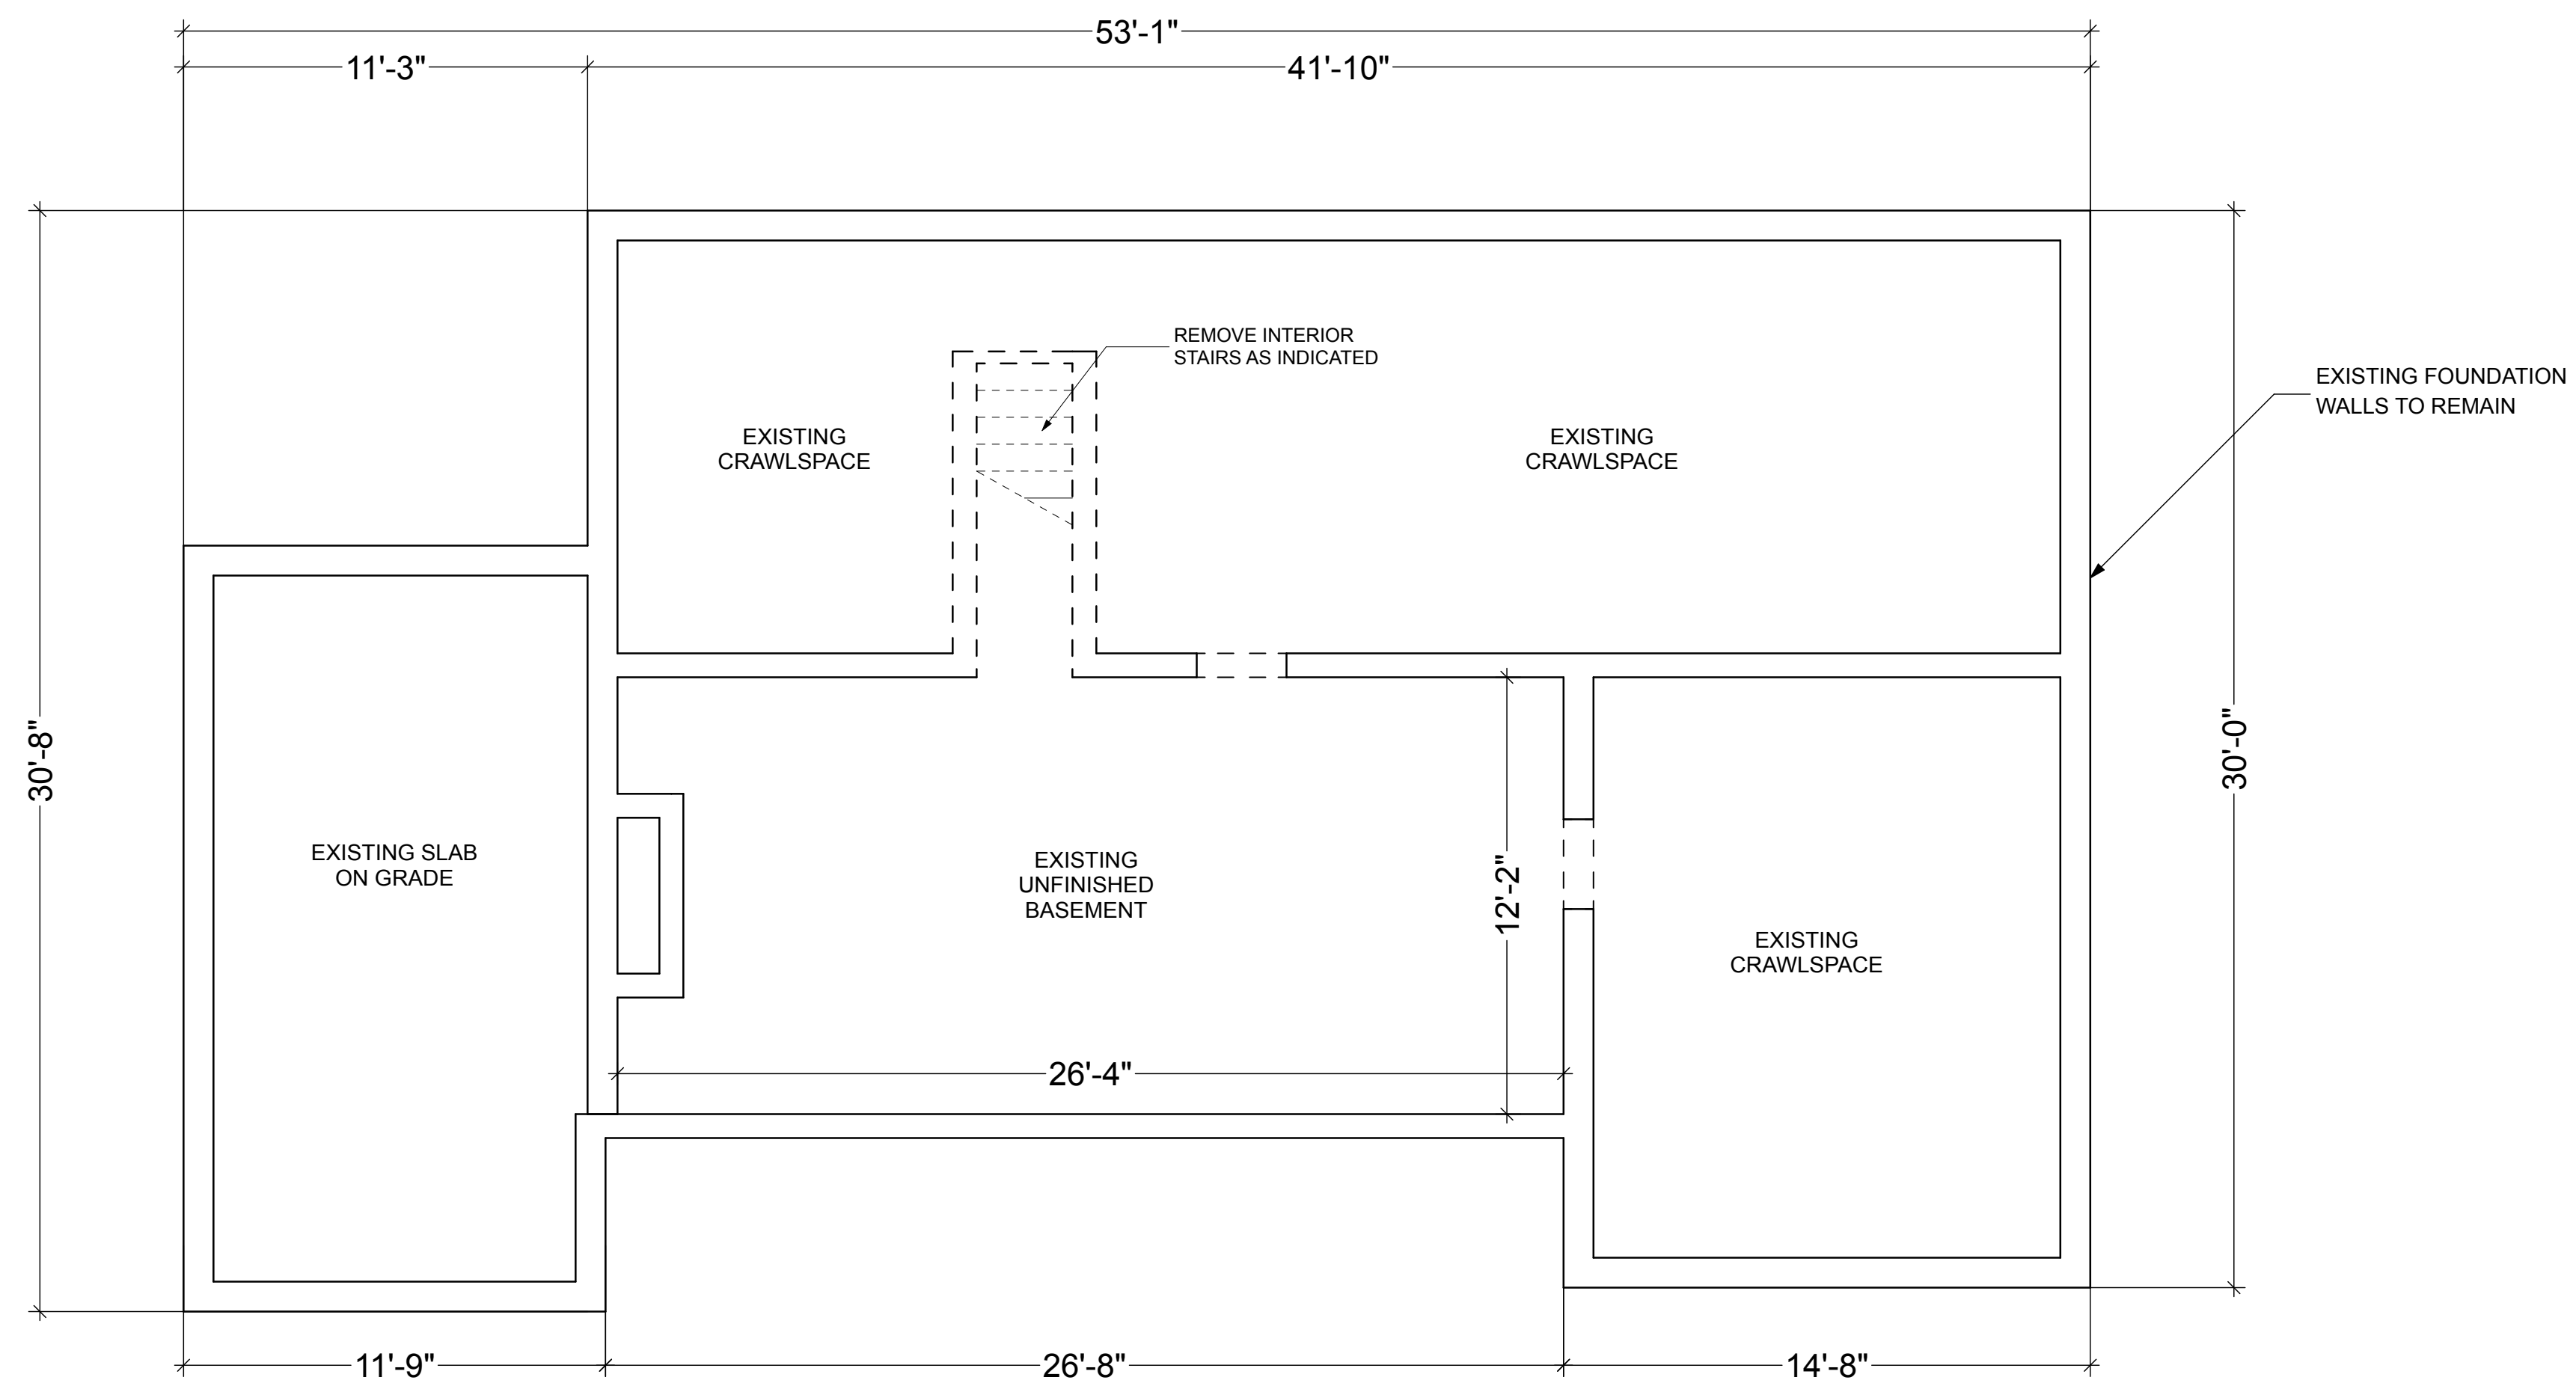 53'-1"
11'-3"
41'-10"
REMOVE INTERIOR
STAIRS AS INDICATED
EXISTING FOUNDATION
WALLS TO REMAIN
EXISTING
CRAWLSPACE
EXISTING
CRAWLSPACE
30'-8"
30'-0"
EXISTING SLAB
ON GRADE
EXISTING
UNFINISHED
BASEMENT
12'-2"
EXISTING
CRAWLSPACE
26'-4"
11'-9"
26'-8"
14'-8"